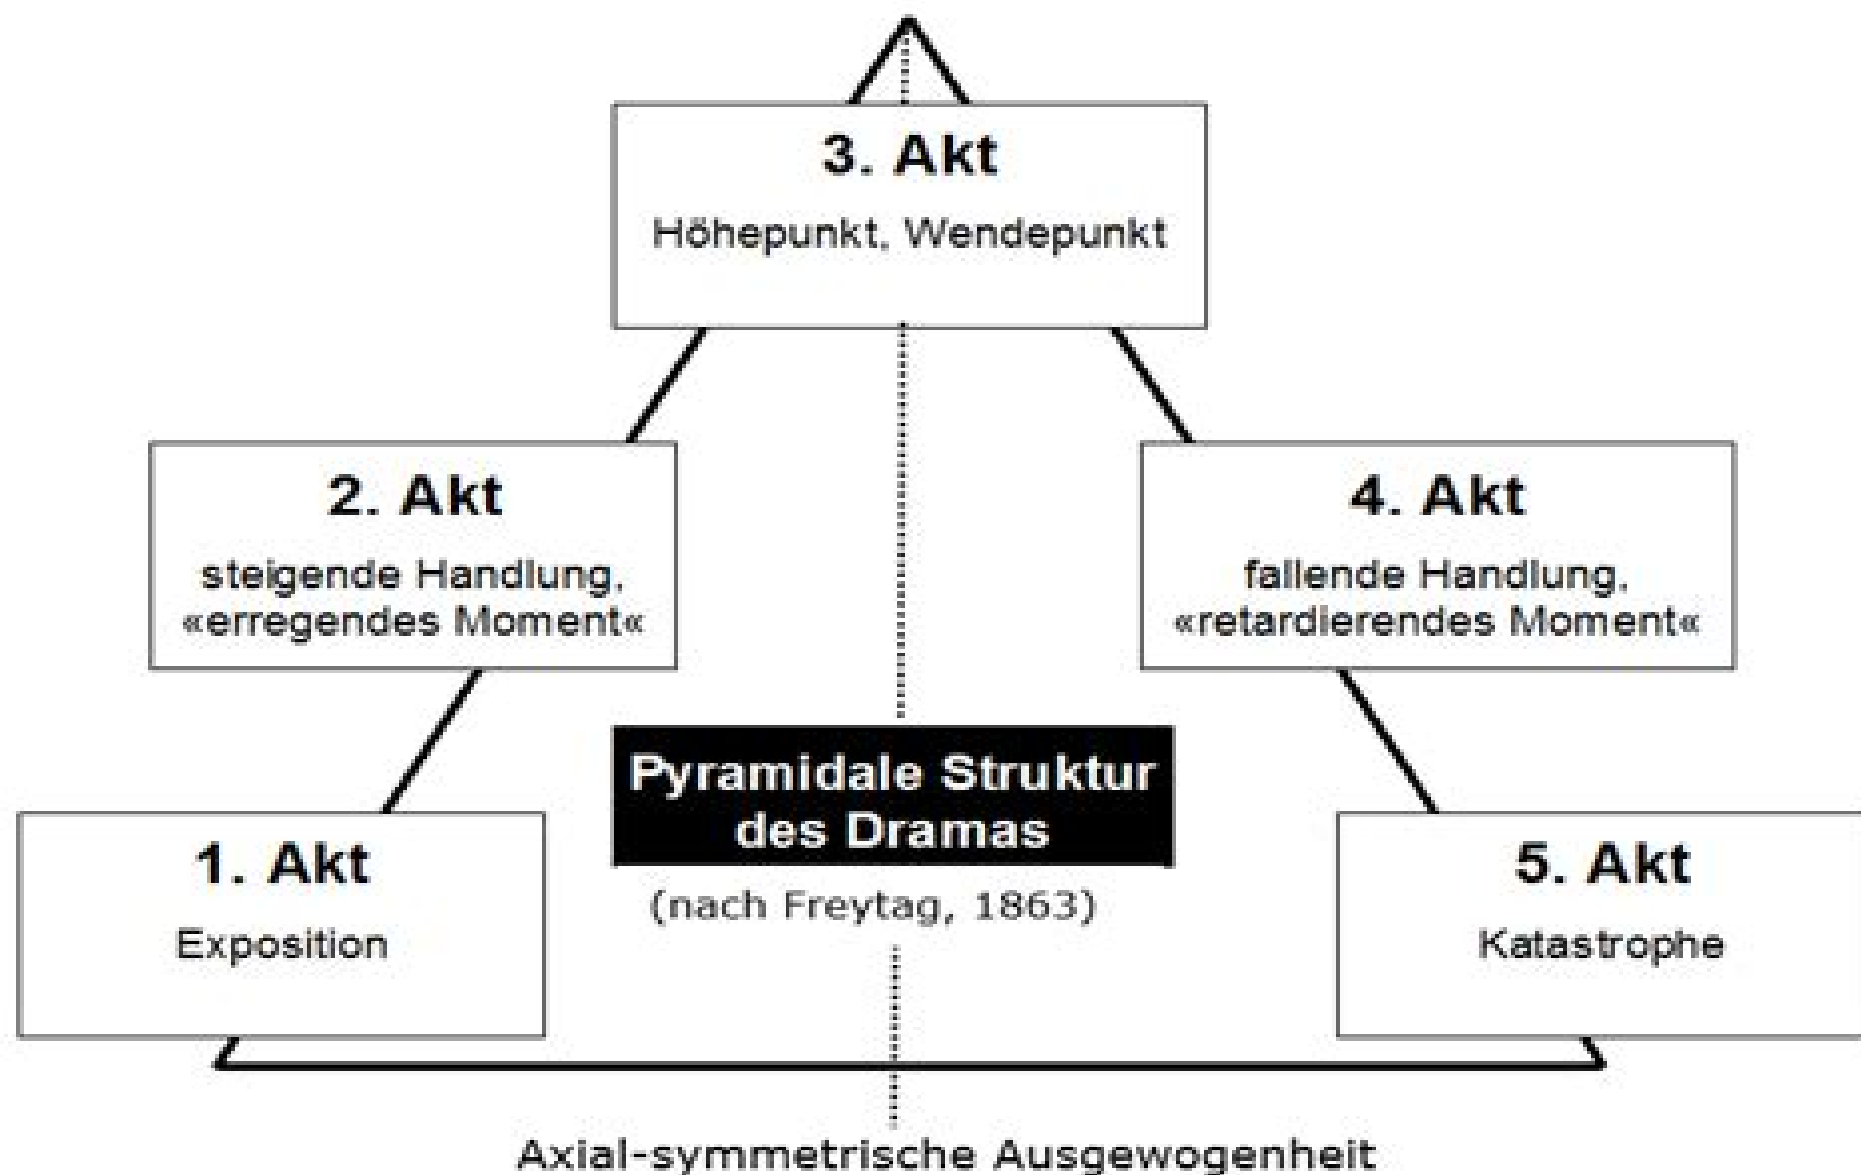 3. Akt
Höhepunkt, Wendepunkt
2. Akt
steigende Handlung,
«erregendes Moment«
4. Akt
fallende Handlung,
«retardierendes Moment«
Pyramidale Struktur
des Dramas
(nach Freytag, 1863)
1. Akt
Exposition
5. Akt
Katastrophe
Axial-symmetrische Ausgewogenheit